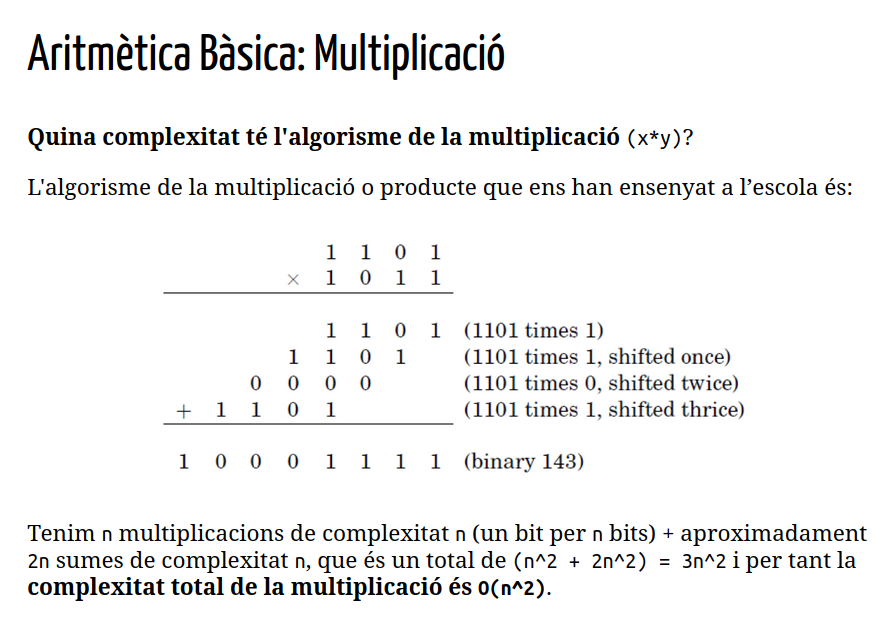 Aritmètica Bàsica: Multiplicació
Quina complexitat té l'algorisme de la multiplicació (x*y)?
L'algorisme de la multiplicació o producte que ens han ensenyat a l’escola és:
1 1 0 1
× 1 0 1 1
1 1 0 1 (1101 times 1)
1 1 0 1 (1101 times 1, shifted once)
0 0 0 0 (1101 times 0, shifted twice)
+ 1 1 0 1 (1101 times 1, shifted thrice)
1 0 0 0 1 1 1 1 (binary 143)
Tenim n multiplicacions de complexitat n (un bit per n bits) + aproximadament
2n sumes de complexitat n, que és un total de (n^2 + 2n^2) = 3n^2 i per tant la
complexitat total de la multiplicació és O(n^2).